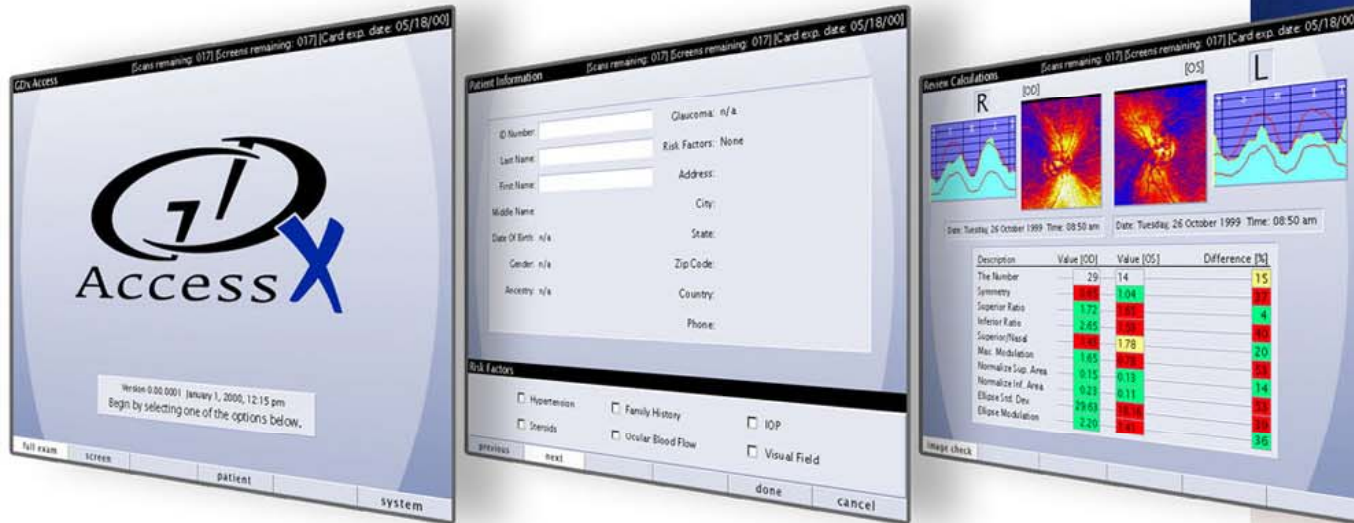 GDx Access
[Scans remaining: 017] [Screens remaining: 017] [Card exp. date: 05/18/00]
GD
Access X
Version 0.00.0001 January 1, 2000, 12:15 pm
Begin by selecting one of the options below.
full exam
screen
patient
system
Patient Information
[Scans remaining: 017] [Screens remaining: 017] [Card exp. date: 05/18/00]
ID Number:
Last Name:
First Name:
Middle Name:
Date Of Birth: n/a
Gender: n/a
Ancestry: n/a
Glaucoma: n/a
Risk Factors: None
Address:
City:
State:
Zip Code:
Country:
Phone:
Risk Factors
Hypertension
Family History
IOP
Steroids
Ocular Blood Flow
Visual Field
previous
next
done
cancel
Review Calculations
[Scans remaining: 017] [Screens remaining: 017] [Card exp. date: 05/18/00]
R
[OD]
[OS]
L
Date: Tuesday, 26 October 1999 Time: 08:50 am
Date: Tuesday, 26 October 1999 Time: 08:50 am
Description Value [OD] Value [OS] Difference [%]
The Number 29 14 15
Symmetry 1.04
Superior Ratio 1.72 4
Inferior Ratio 2.65
Superior/Nasal 1.78 20
Max. Modulation 1.65
Normalize Sup. Area 0.15 0.13 14
Normalize Inf. Area 0.23 0.11
Ellipse Std. Dev. 29.63
Ellipse Modulation 2.20 36
image check